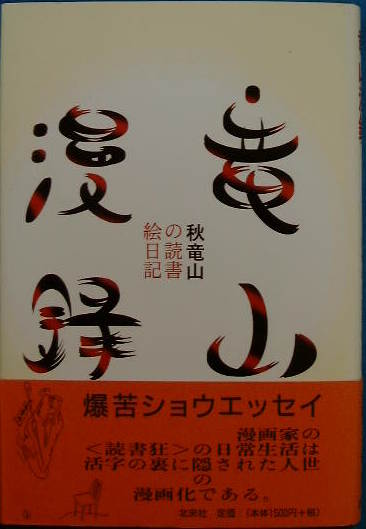 竜山
漫録
秋竜山
の読書
絵日記
爆苦ショウエッセイ
漫画家の
<読書狂>の日常生活は
活字の裏に隠された人世
の
漫画化である。
北宋社 定価 (本体1500円+税)